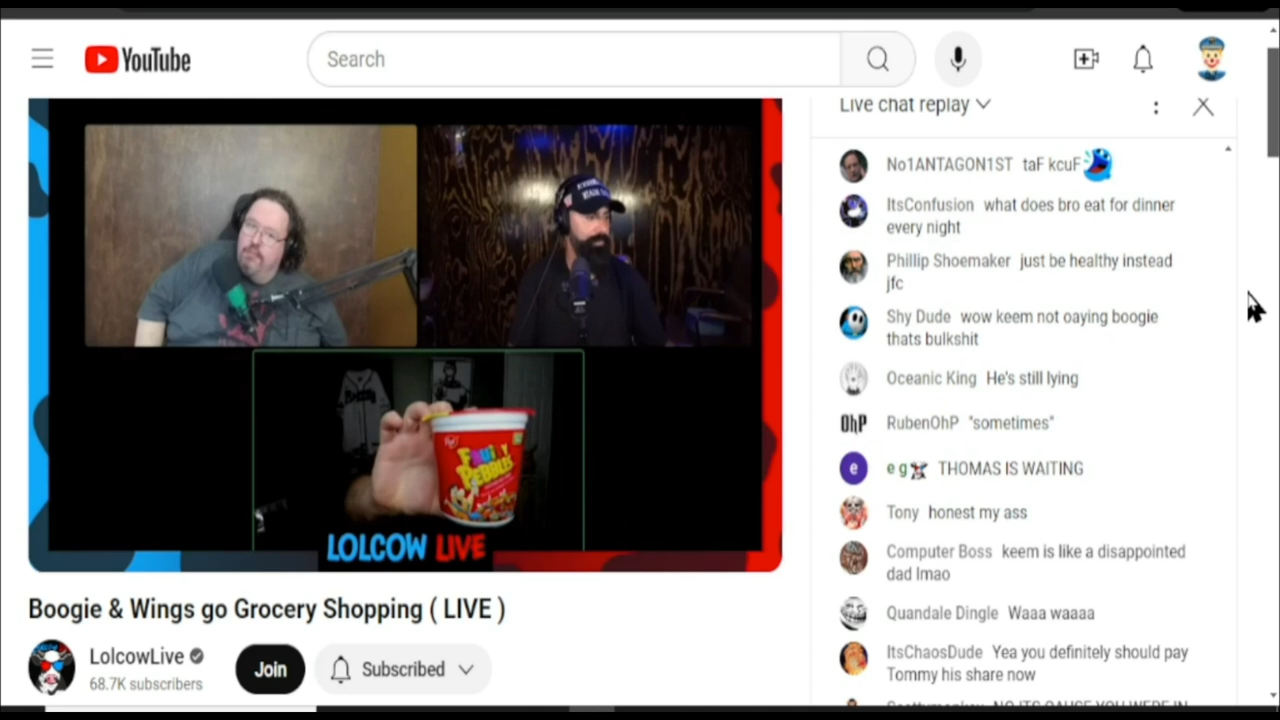 YouTube
Search
Live chat replay
No1ANTAGON1ST taF kcuF
ItsConfusion what does bro eat for dinner
every night
Phillip Shoemaker just be healthy instead
jfc
Shy Dude wow keem not oaying boogie
thats bulkshit
Oceanic King He's still lying
OhP RubenOhP "sometimes"
e e g THOMAS IS WAITING
Tony honest my ass
Computer Boss keem is like a disappointed
dad lmao
Quandale Dingle Waaa waaaa
ItsChaosDude Yea you definitely should pay
Tommy his share now
FRUITY
PEBBLES
LOLCOW LIVE
Boogie & Wings go Grocery Shopping ( LIVE )
LolcowLive
68.7K subscribers
Join
Subscribed